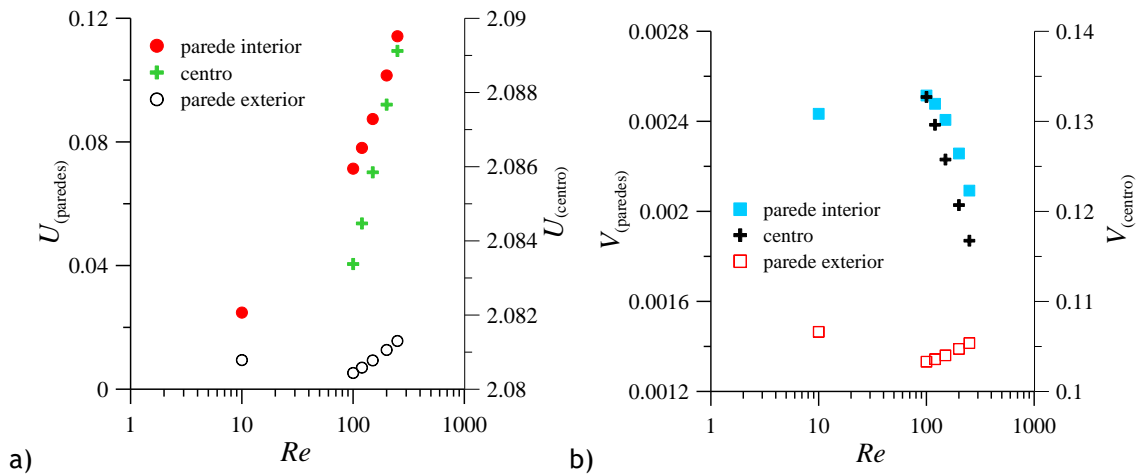 0.12
0.08
0.04
0
U(paredes)
parede interior
centro
parede exterior
2.09
2.088
2.086
2.084
2.082
2.08
U(centro)
1
10
100
1000
Re
a)
0.0028
0.0024
0.002
0.0016
0.0012
V(paredes)
parede interior
centro
parede exterior
0.14
0.13
0.12
0.11
0.1
V(centro)
1
10
100
1000
Re
b)